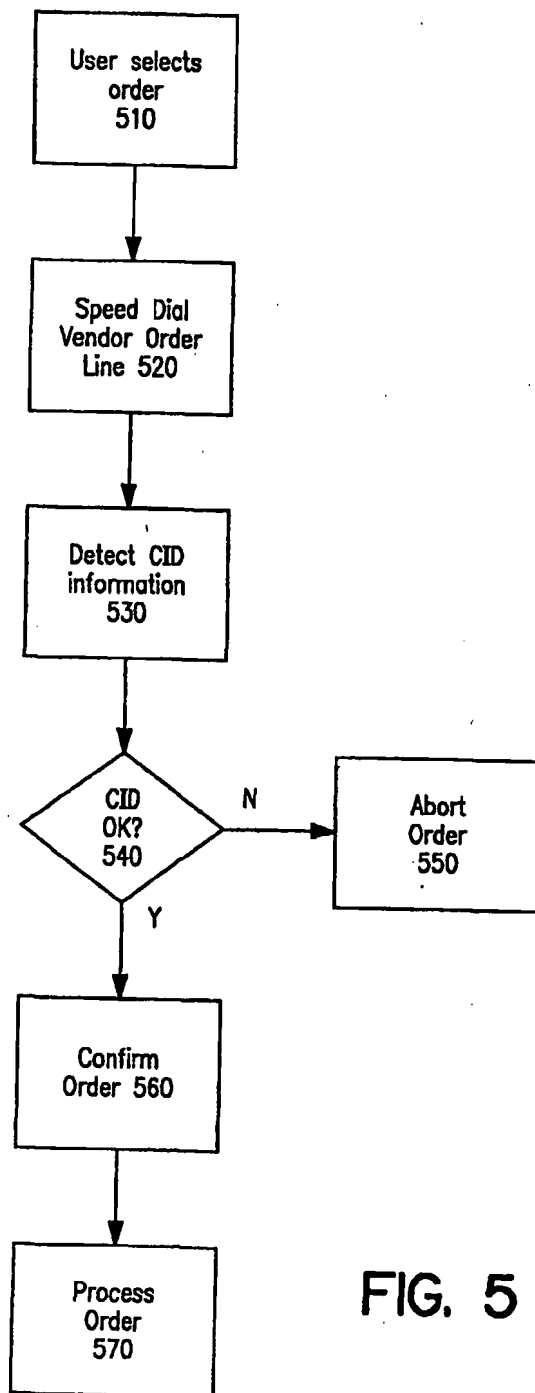 User selects
order
510
Speed Dial
Vendor Order
Line 520
Detect CID
information
530
CID
OK?
540
N
Abort
Order
550
Y
Confirm
Order 560
Process
Order
570
FIG. 5